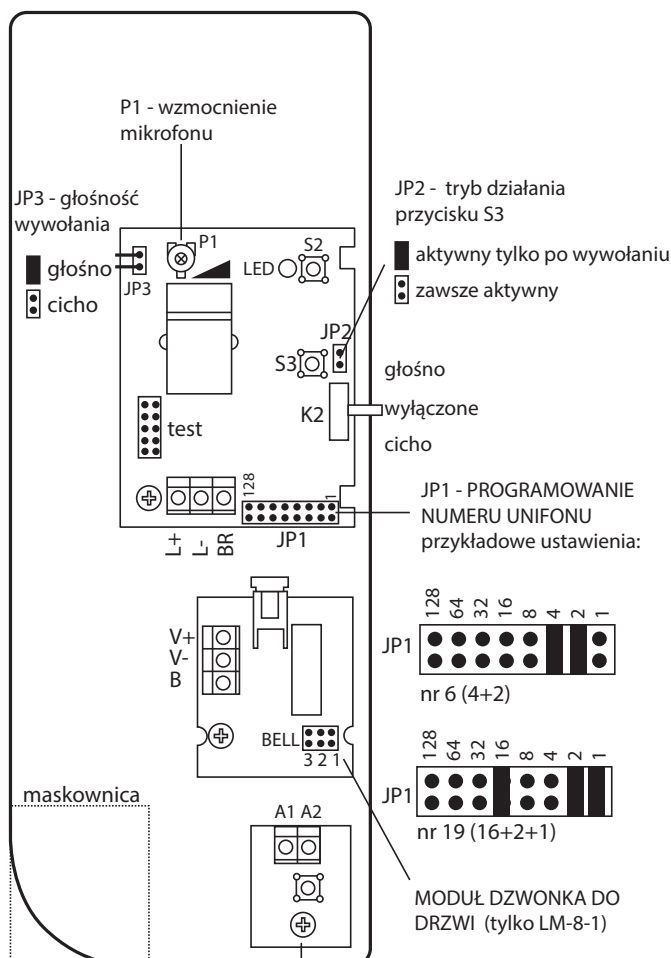 P1 - wzmocnienie
mikrofonu
JP3 - głośność
wywołania
głośno
cicho
JP2 - tryb działania
przycisku S3
aktywny tylko po wywołaniu
zawsze aktywny
P1
S2
LED
JP3
JP2
S3
K2
głośno
wyłączone
cicho
test
128
1
L+
L-
BR
JP1
JP1 - PROGRAMOWANIE
NUMERU UNIFONU
przykładowe ustawienia:
128 64 32 16 8 4 2 1
JP1
nr 6 (4+2)
V+
V-
B
BELL
3 2 1
128 64 32 16 8 4 2 1
JP1
nr 19 (16+2+1)
maskownica
A1 A2
MODUŁ DZWONKA DO
DRZWI (tylko LM-8-1)